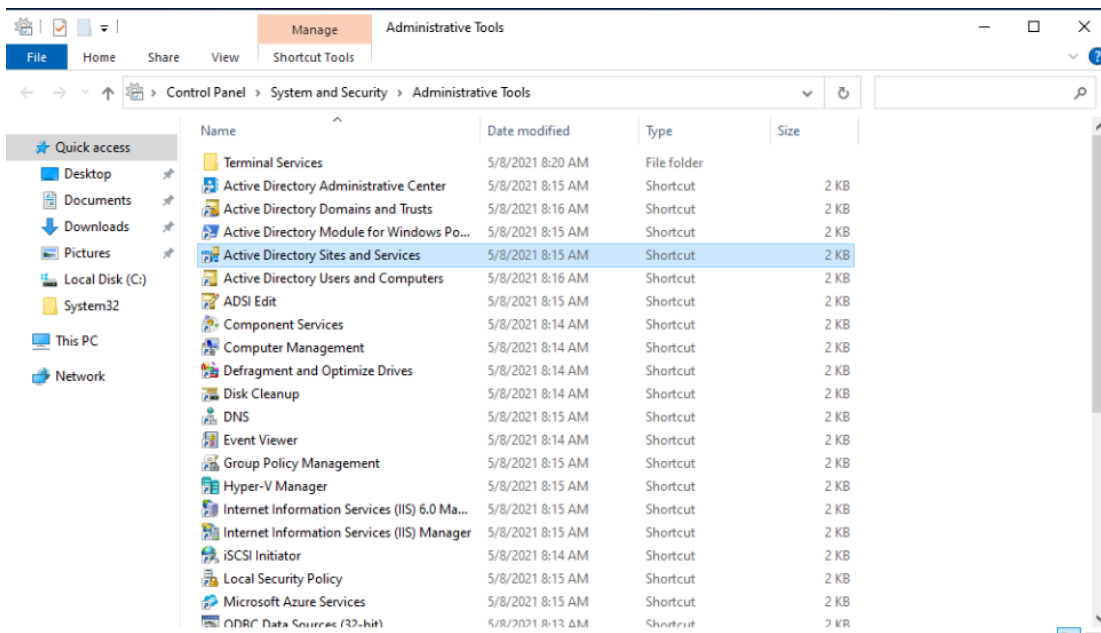 Manage Administrative Tools
File Home Share View Shortcut Tools
Control Panel > System and Security > Administrative Tools
Name Date modified Type Size
Quick access
Desktop
Documents
Downloads
Pictures
Local Disk (C:)
System32
This PC
Network
Terminal Services 5/8/2021 8:20 AM File folder
Active Directory Administrative Center 5/8/2021 8:15 AM Shortcut 2 KB
Active Directory Domains and Trusts 5/8/2021 8:16 AM Shortcut 2 KB
Active Directory Module for Windows Po... 5/8/2021 8:15 AM Shortcut 2 KB
Active Directory Sites and Services 5/8/2021 8:15 AM Shortcut 2 KB
Active Directory Users and Computers 5/8/2021 8:16 AM Shortcut 2 KB
ADSI Edit 5/8/2021 8:15 AM Shortcut 2 KB
Component Services 5/8/2021 8:14 AM Shortcut 2 KB
Computer Management 5/8/2021 8:14 AM Shortcut 2 KB
Defragment and Optimize Drives 5/8/2021 8:14 AM Shortcut 2 KB
Disk Cleanup 5/8/2021 8:14 AM Shortcut 2 KB
DNS 5/8/2021 8:15 AM Shortcut 2 KB
Event Viewer 5/8/2021 8:14 AM Shortcut 2 KB
Group Policy Management 5/8/2021 8:15 AM Shortcut 2 KB
Hyper-V Manager 5/8/2021 8:15 AM Shortcut 2 KB
Internet Information Services (IIS) 6.0 Ma... 5/8/2021 8:15 AM Shortcut 2 KB
Internet Information Services (IIS) Manager 5/8/2021 8:15 AM Shortcut 2 KB
iSCSI Initiator 5/8/2021 8:14 AM Shortcut 2 KB
Local Security Policy 5/8/2021 8:15 AM Shortcut 2 KB
Microsoft Azure Services 5/8/2021 8:15 AM Shortcut 2 KB
ODBC Data Sources (32-bit) 5/8/2021 8:13 AM Shortcut 2 KB